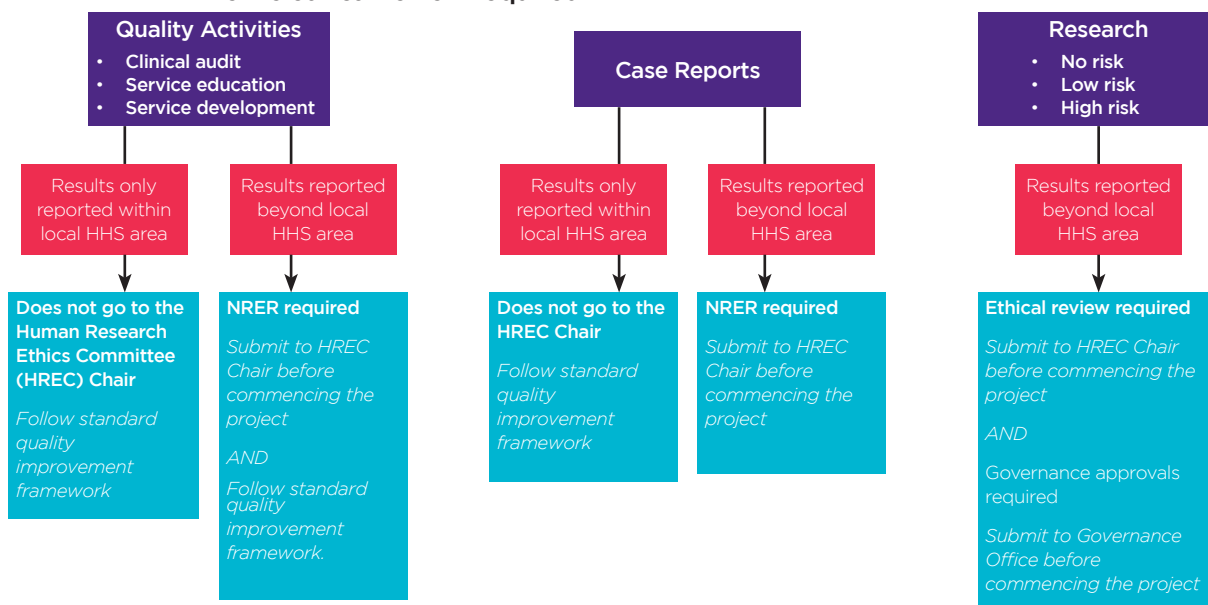 Quality Activities
• Clinical audit
• Service education
• Service development
Results only
reported within
local HHS area
Does not go to the
Human Research
Ethics Committee
(HREC) Chair
Follow standard
quality
improvement
framework
Results reported
beyond local
HHS area
NRER required
Submit to HREC
Chair before
commencing the
project
AND
Follow standard
quality
improvement
framework.
Case Reports
Results only
reported within
local HHS area
Does not go to the
HREC Chair
Follow standard
quality
improvement
framework
Results reported
beyond local
HHS area
NRER required
Submit to HREC
Chair before
commencing the
project
Research
• No risk
• Low risk
• High risk
Results reported
beyond local
HHS area
Ethical review required
Submit to HREC Chair
before commencing the
project
AND
Governance approvals
required
Submit to Governance
Office before
commencing the project